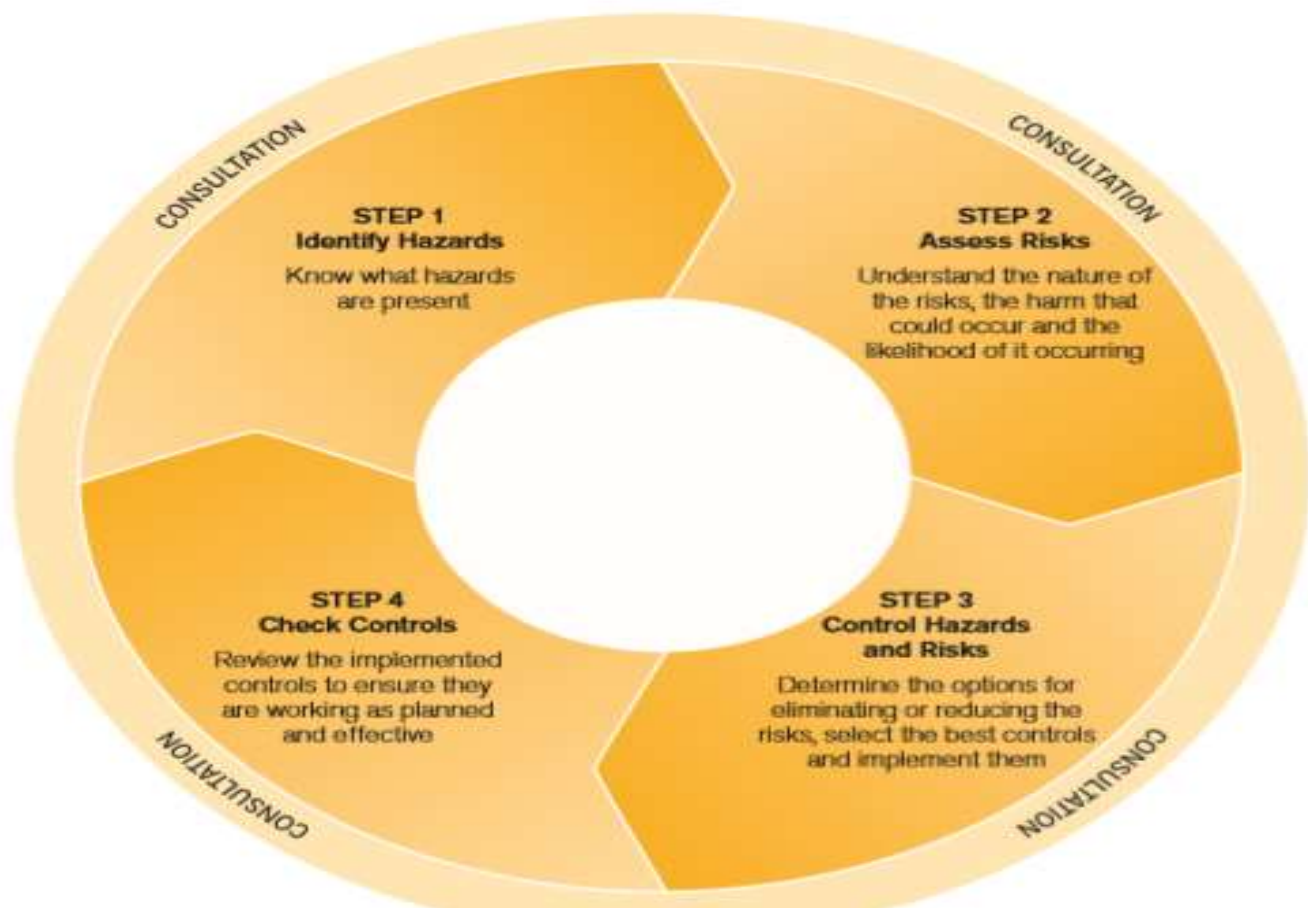 CONSULTATION
CONSULTATION
STEP 1
Identify Hazards
Know what hazards
are present
STEP 2
Assess Risks
Understand the nature of
the risks, the harm that
could occur and the
likelihood of it occurring
STEP 3
Control Hazards
and Risks
Determine the options for
eliminating or reducing the
risks, select the best controls
and implement them
STEP 4
Check Controls
Review the implemented
controls to ensure they
are working as planned
and effective
CONSULTATION
CONSULTATION